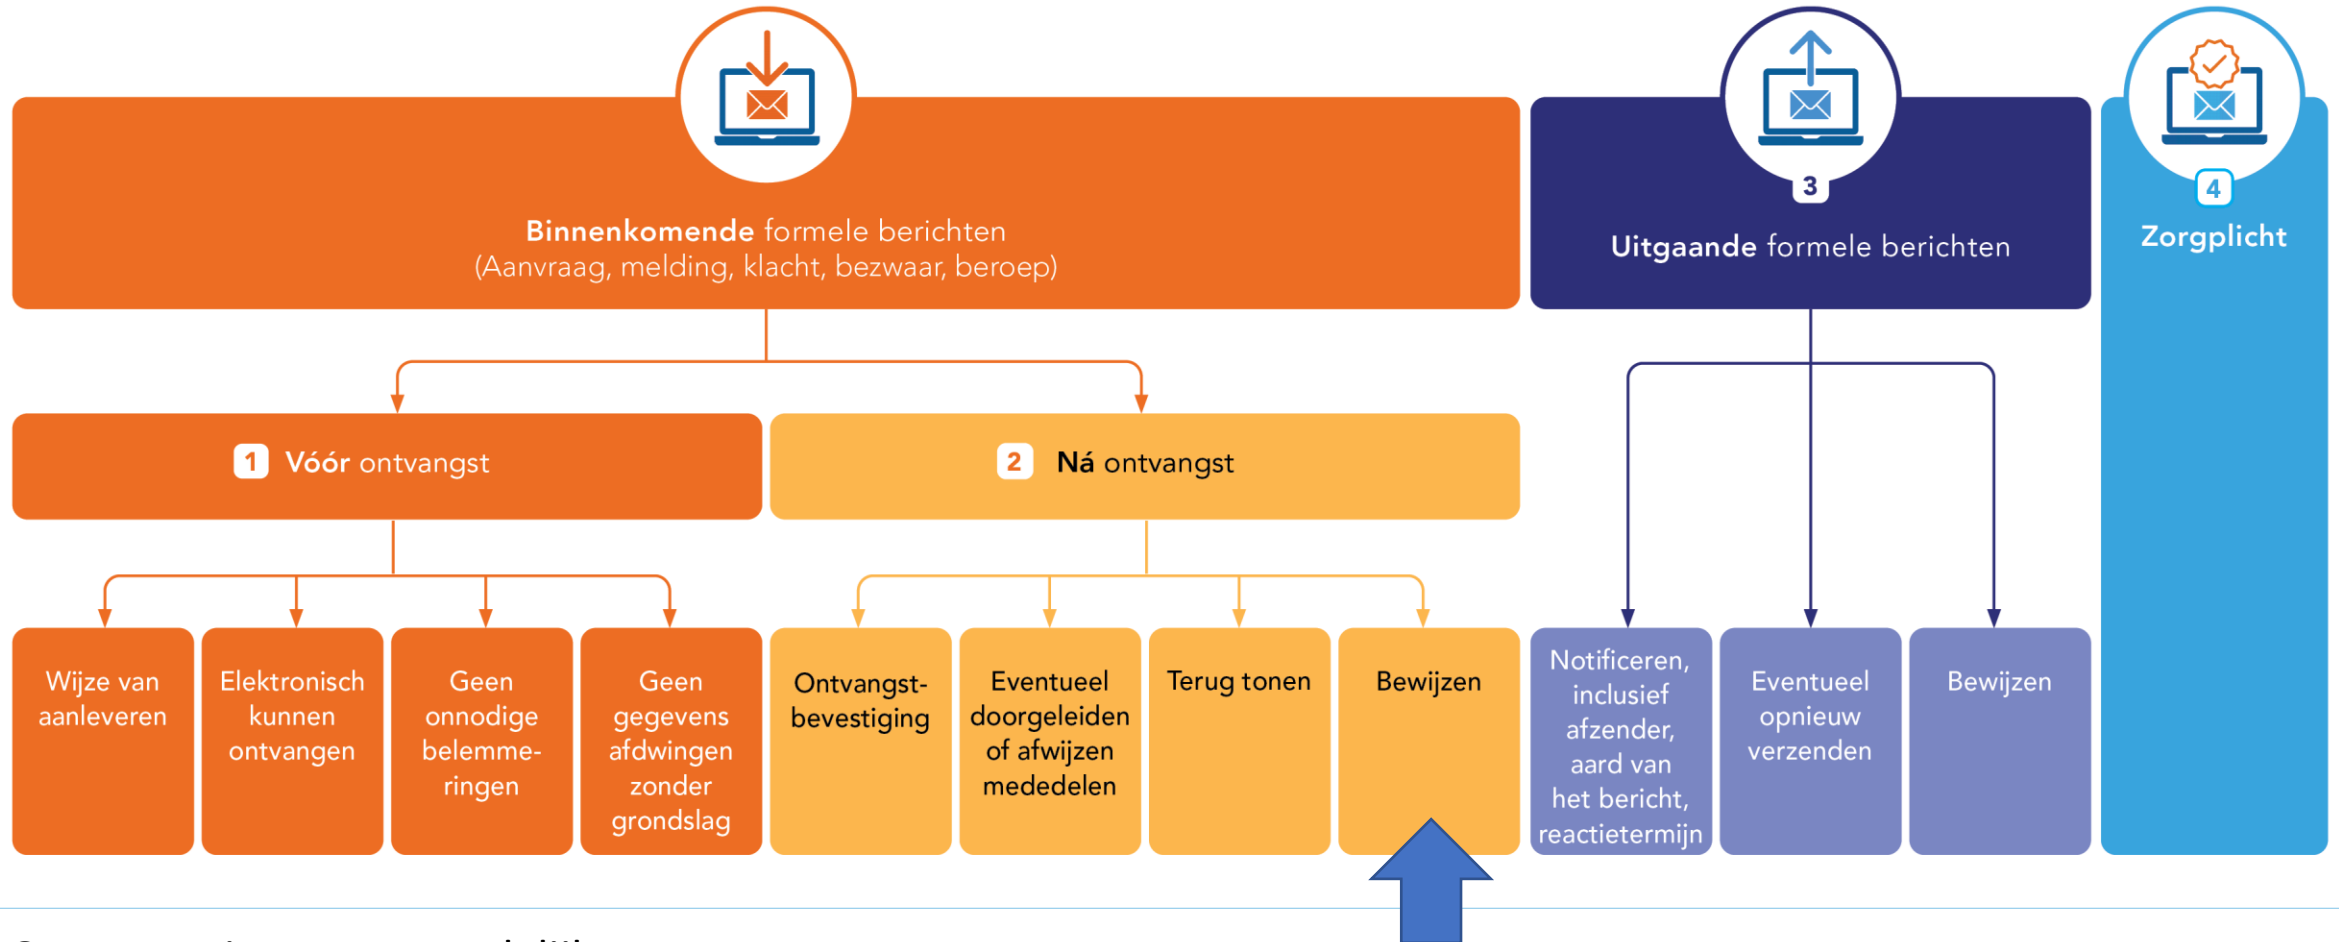 Binnenkomende formele berichten
(Aanvraag, melding, klacht, bezwaar, beroep)
3
Uitgaande formele berichten
4
Zorgplicht
1 Vóór ontvangst
2 Ná ontvangst
Wijze van
aanleveren
Elektronisch
kunnen
ontvangen
Geen
onnodige
belemme-
ringen
Geen
gegevens
afdwingen
zonder
grondslag
Ontvangst-
bevestiging
Eventueel
doorgeleiden
of afwijzen
mededelen
Terug tonen
Bewijzen
Notificeren,
inclusief
afzender,
aard van
het bericht,
reactietermijn
Eventueel
opnieuw
verzenden
Bewijzen